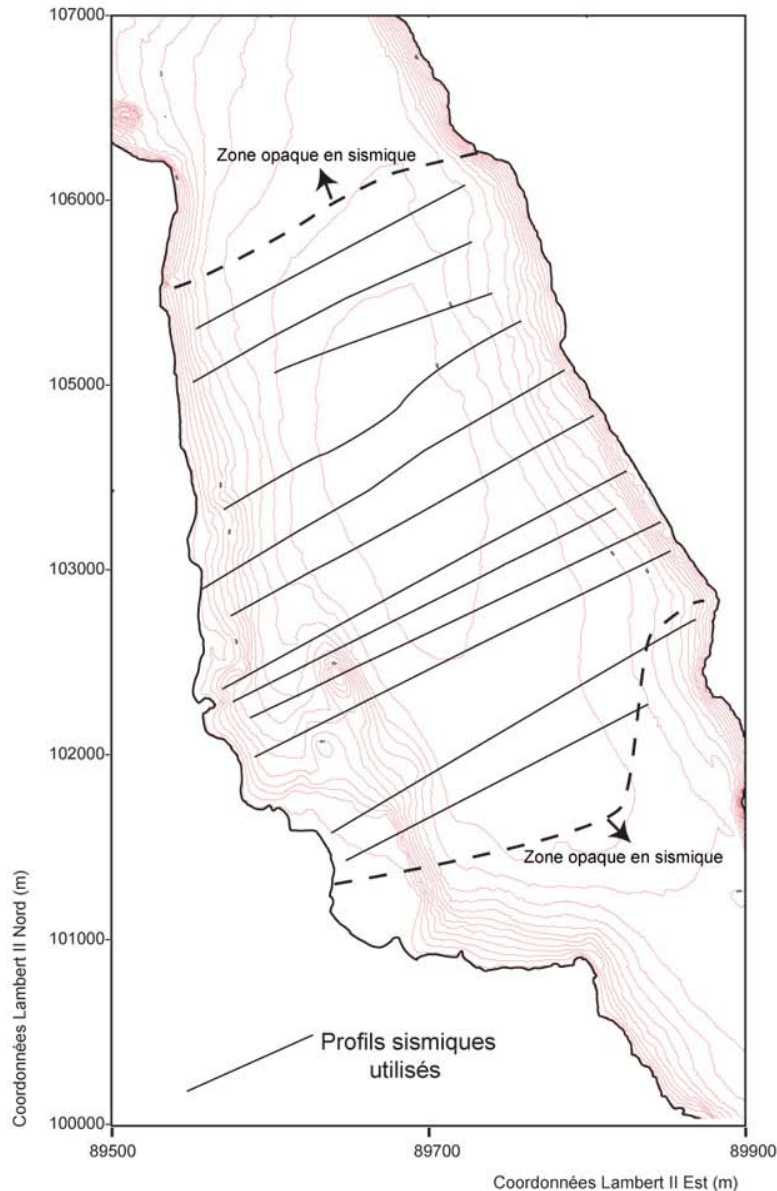 107000
Zone opaque en sismique
106000
105000
103000
102000
Zone opaque en sismique
101000
Coordonnées Lambert II Nord (m)
Profils sismiques
utilisés
100000
89500
89700
89900
Coordonnées Lambert II Est (m)